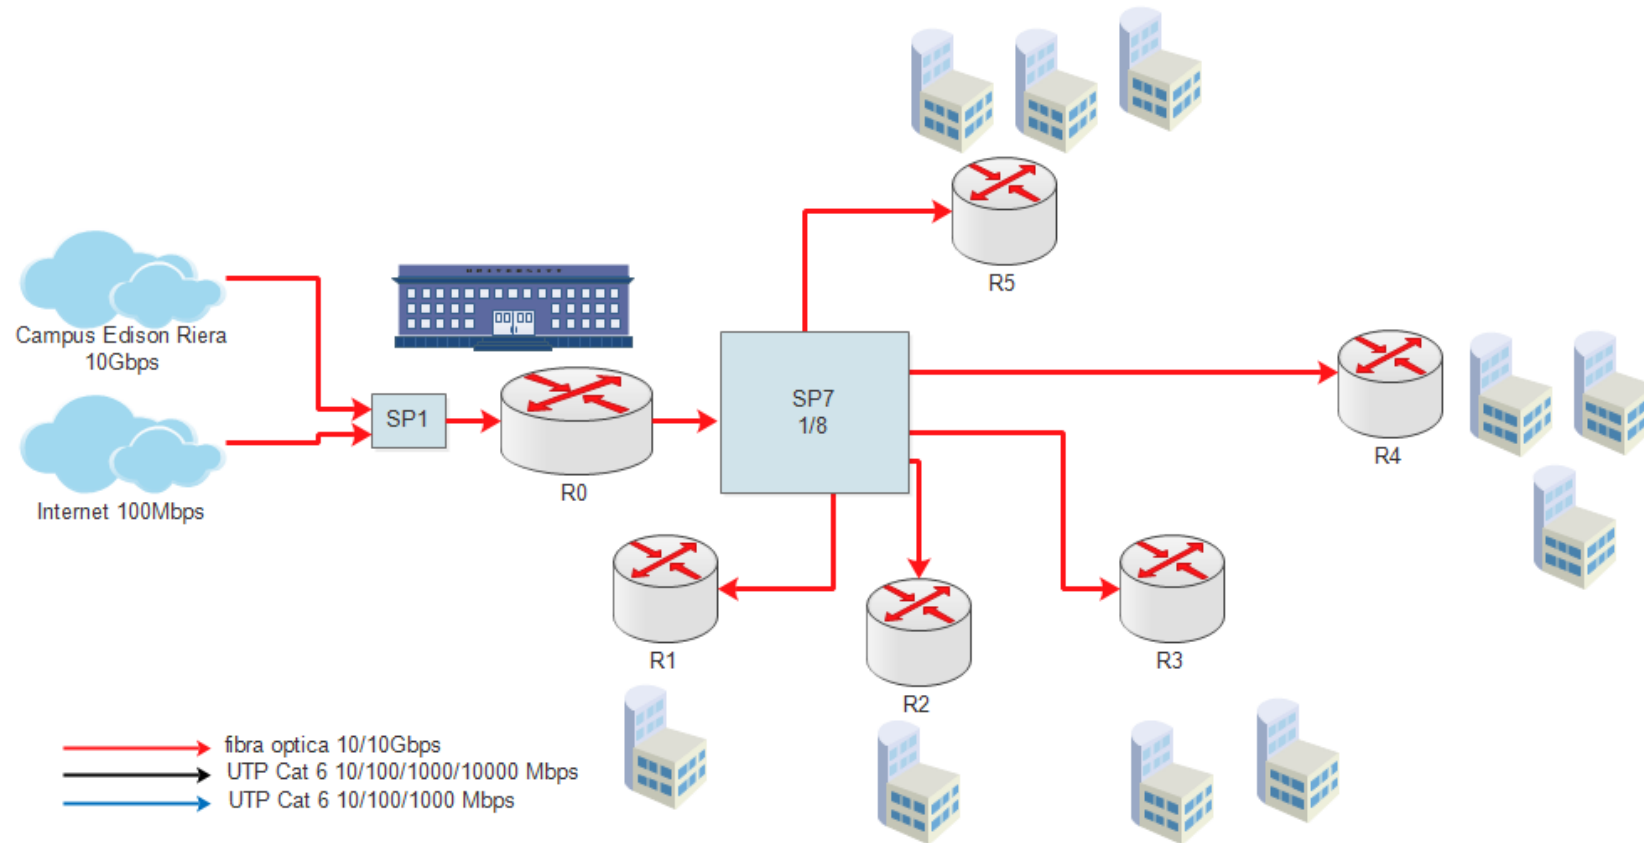 R5
UNIVERSITY
Campus Edison Riera
10Gbps
SP1
SP7
1/8
R4
R0
Internet 100Mbps
R1
R3
R2
fibra optica 10/10Gbps
UTP Cat 6 10/100/1000/10000 Mbps
UTP Cat 6 10/100/1000 Mbps